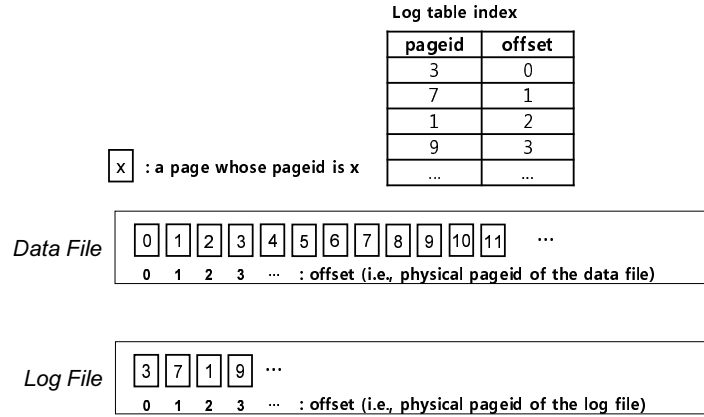 Log table index
pageid offset
3 0
7 1
1 2
9 3
... ...
x : a page whose pageid is x
Data File
0 1 2 3 4 5 6 7 8 9 10 11 ...
0 1 2 3 ... : offset (i.e., physical pageid of the data file)
Log File
3 7 1 9 ...
0 1 2 3 ... : offset (i.e., physical pageid of the log file)